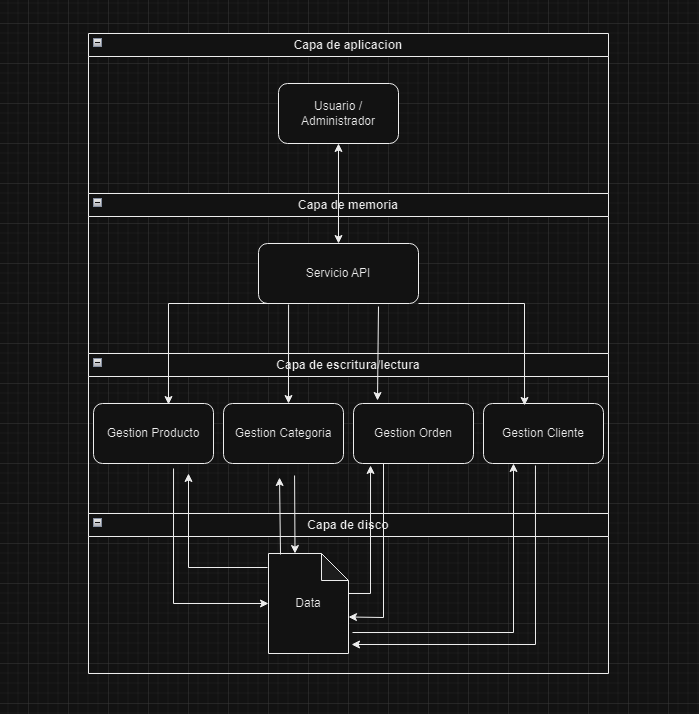 Capa de aplicacion
Usuario /
Administrador
Capa de memoria
Servicio API
Capa de escritura/lectura
Gestion Producto
Gestion Categoria
Gestion Orden
Gestion Cliente
Capa de disco
Data